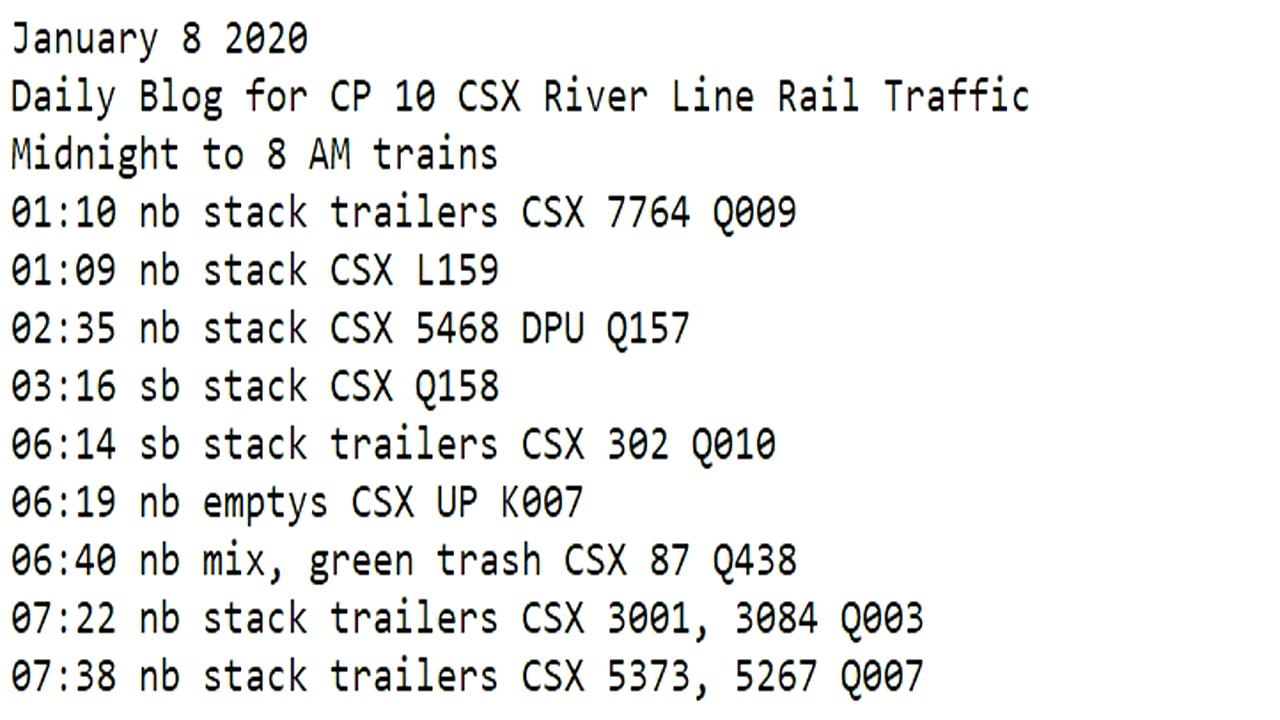 January 8 2020
Daily Blog for CP 10 CSX River Line Rail Traffic
Midnight to 8 AM trains
01:10 nb stack trailers CSX 7764 Q009
01:09 nb stack CSX L159
02:35 nb stack CSX 5468 DPU Q157
03:16 sb stack CSX Q158
06:14 sb stack trailers CSX 302 Q010
06:19 nb emptys CSX UP K007
06:40 nb mix, green trash CSX 87 Q438
07:22 nb stack trailers CSX 3001, 3084 Q003
07:38 nb stack trailers CSX 5373, 5267 Q007